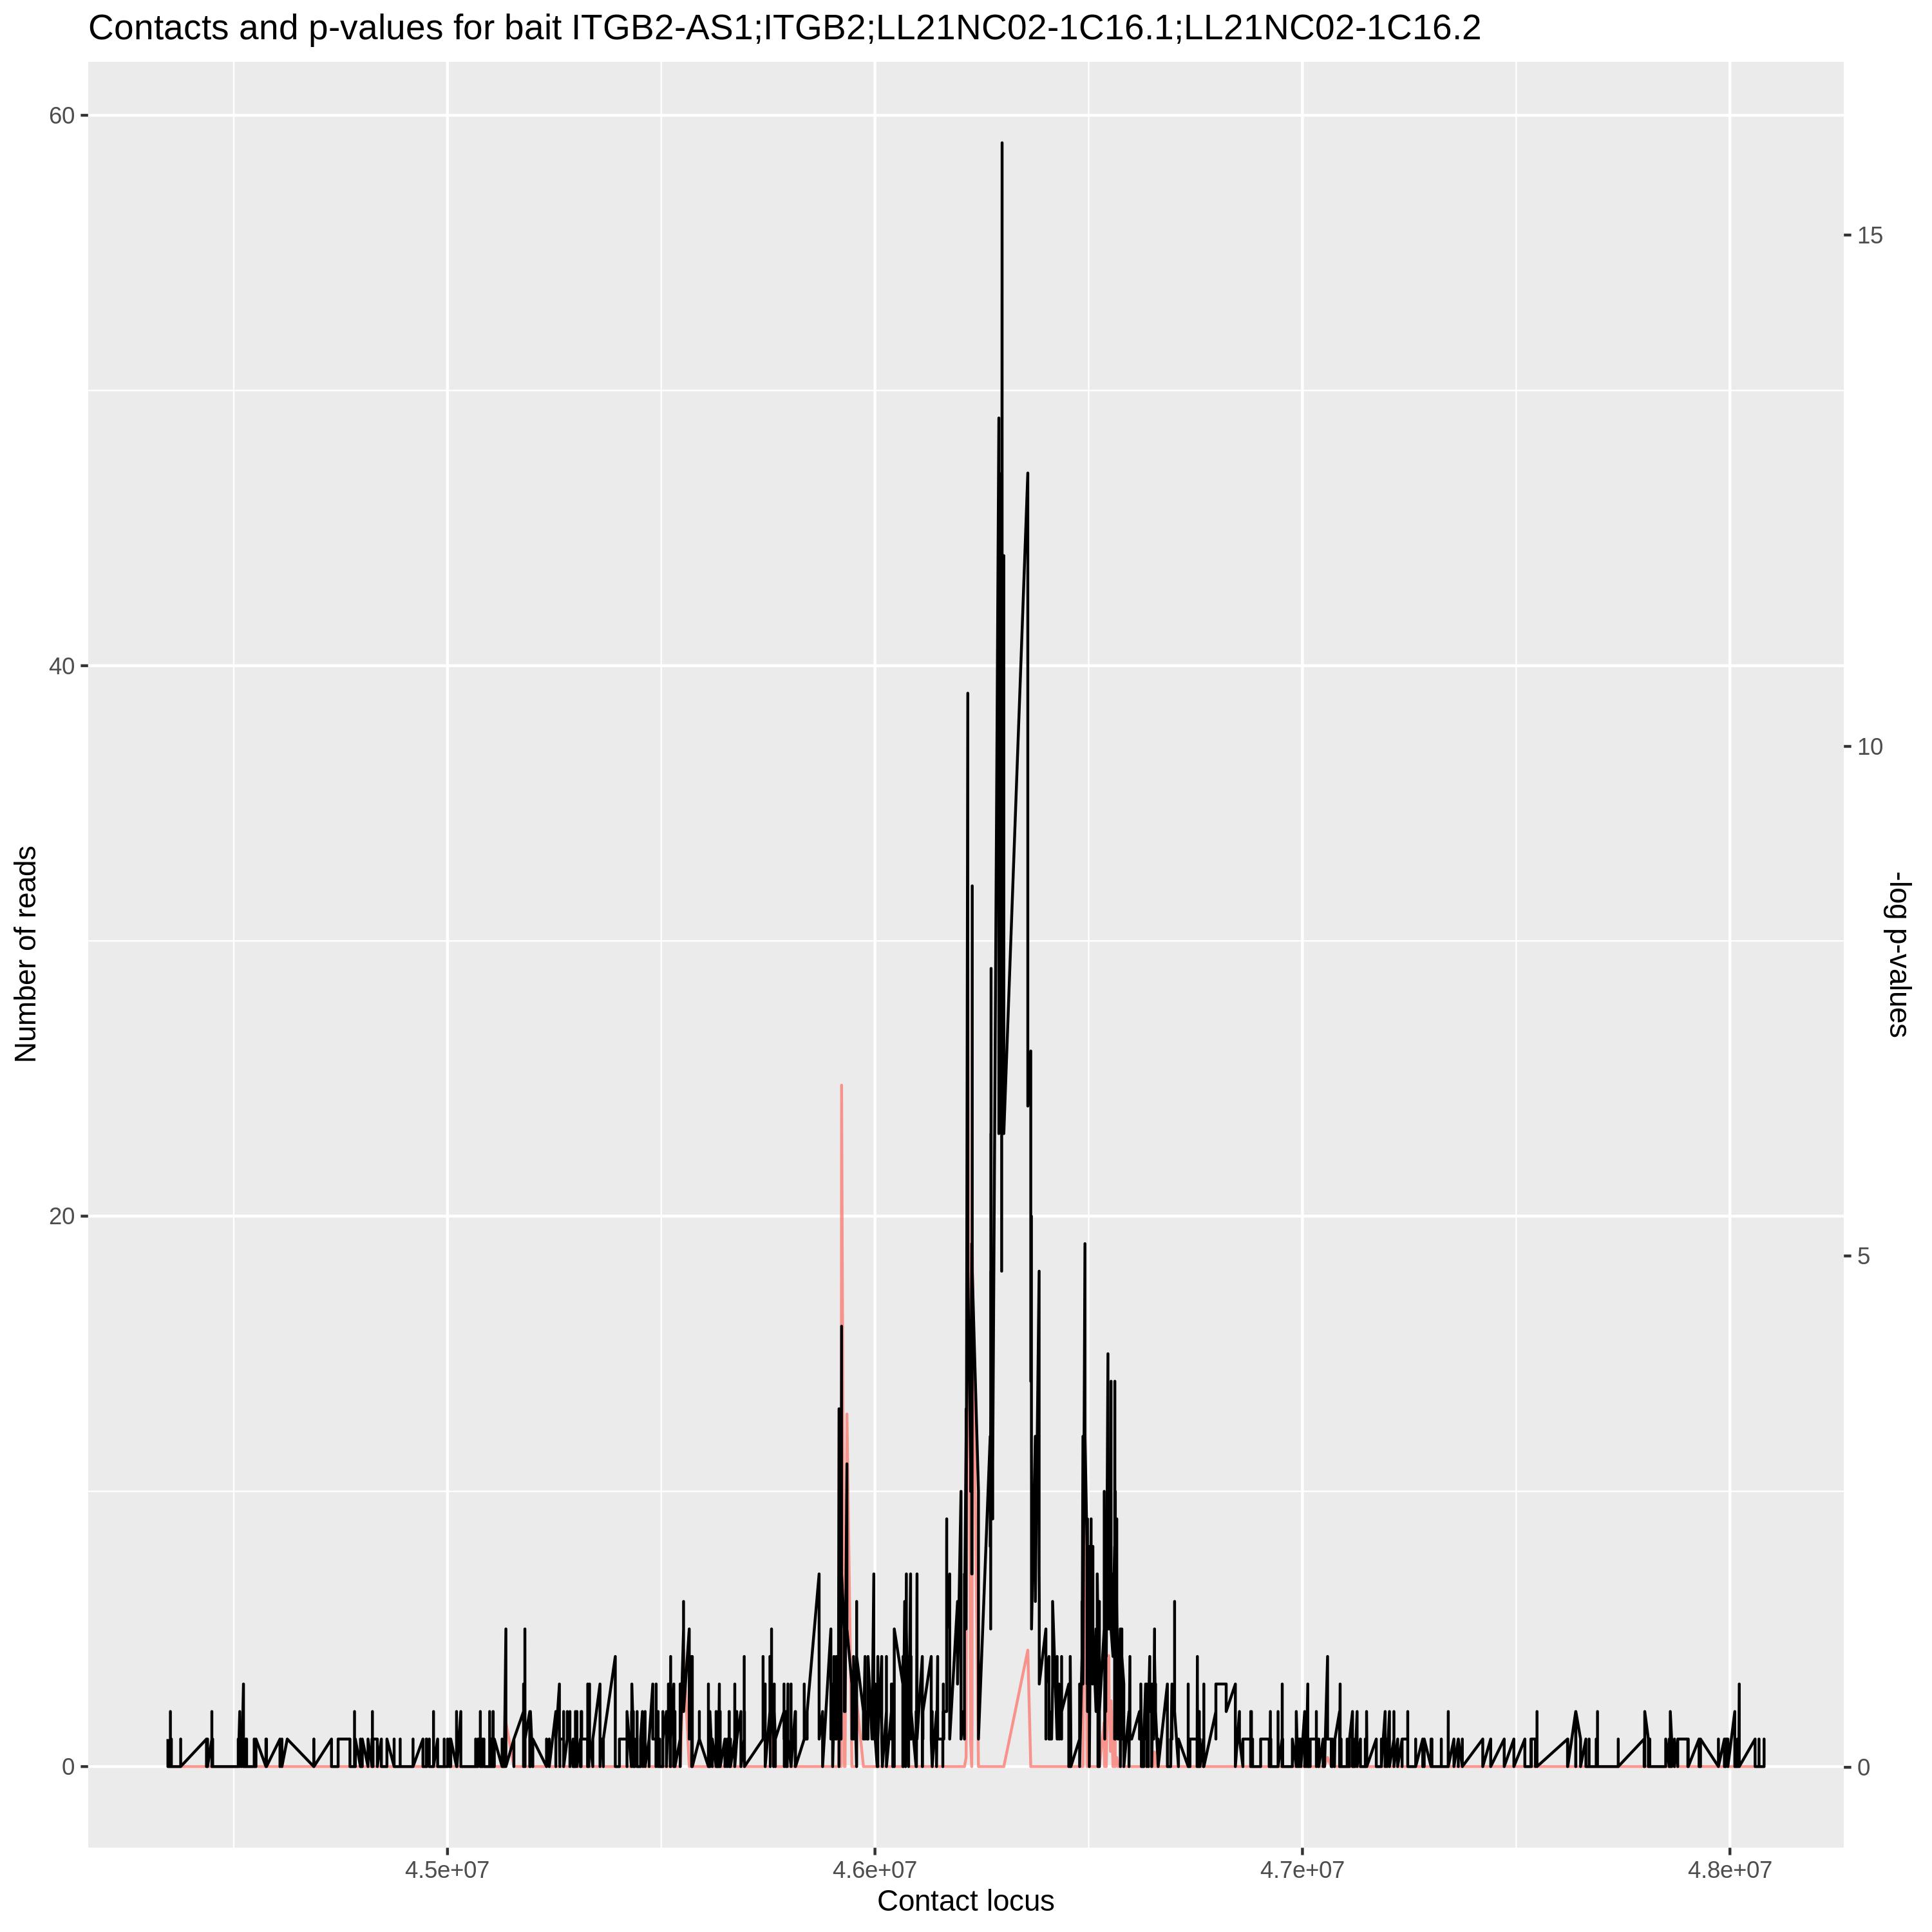 Contacts and p-values for bait ITGB2-AS1;ITGB2;LL21NC02-1C16.1;LL21NC02-1C16.2
60
40
20
0
Number of reads
15
10
5
0
-log p-values
4.5e+07
4.6e+07
4.7e+07
4.8e+07
Contact locus